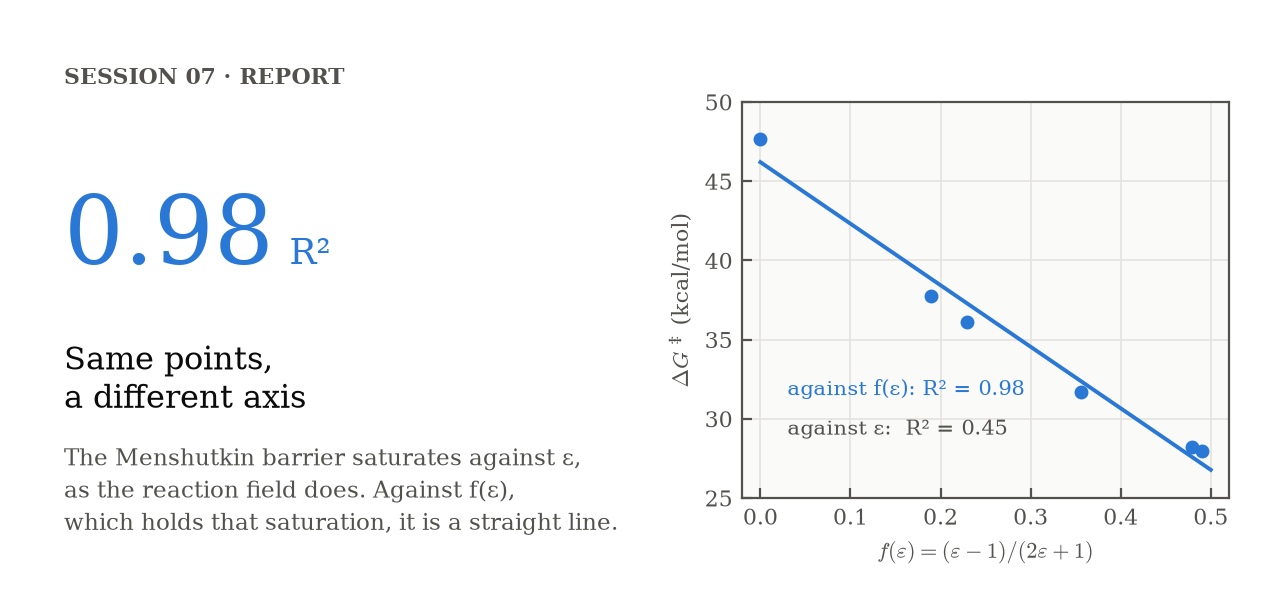 SESSION 07 · REPORT
0.98 R²
Same points,
a different axis
The Menshutkin barrier saturates against ε,
as the reaction field does. Against f(ε),
which holds that saturation, it is a straight line.
ΔG‡ (kcal/mol)
50
45
40
35
30
25
against f(ε): R² = 0.98
against ε: R² = 0.45
0.0 0.1 0.2 0.3 0.4 0.5
f(ε) = (ε − 1)/(2ε + 1)